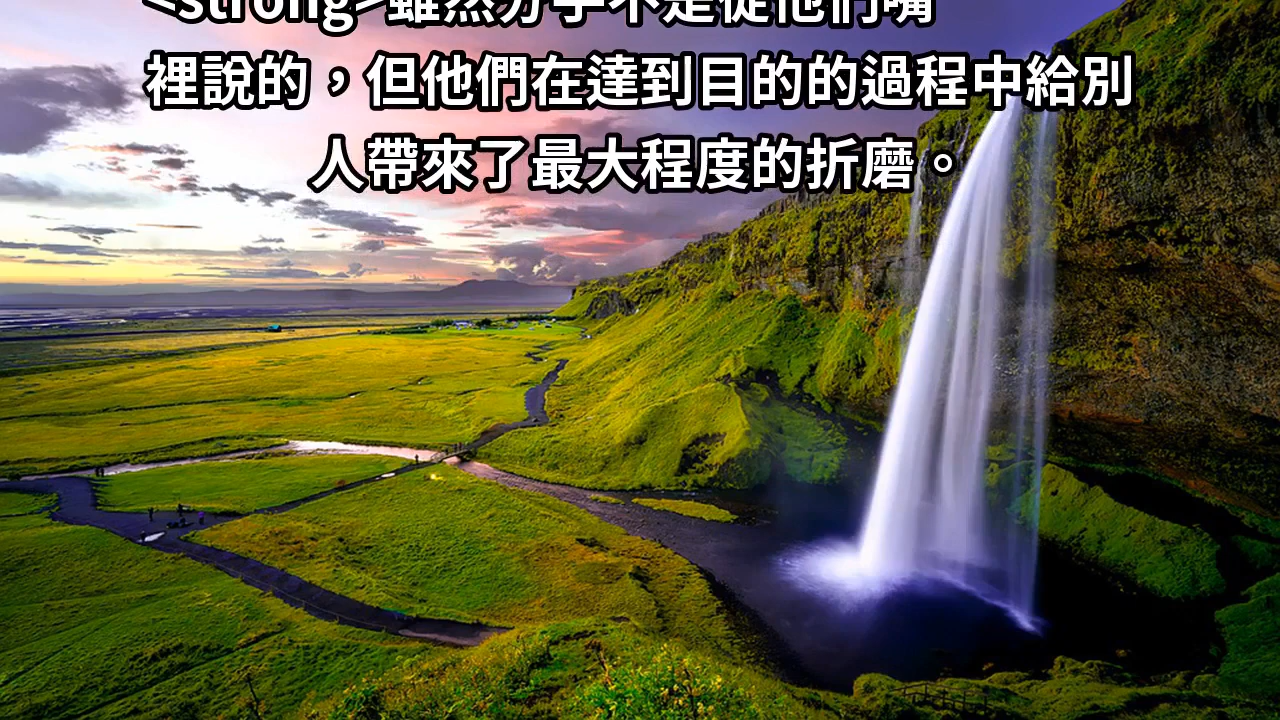 <strong>雖然分手不是從他們嘴
裡說的，但他們在達到目的的過程中給別
人帶來了最大程度的折磨。